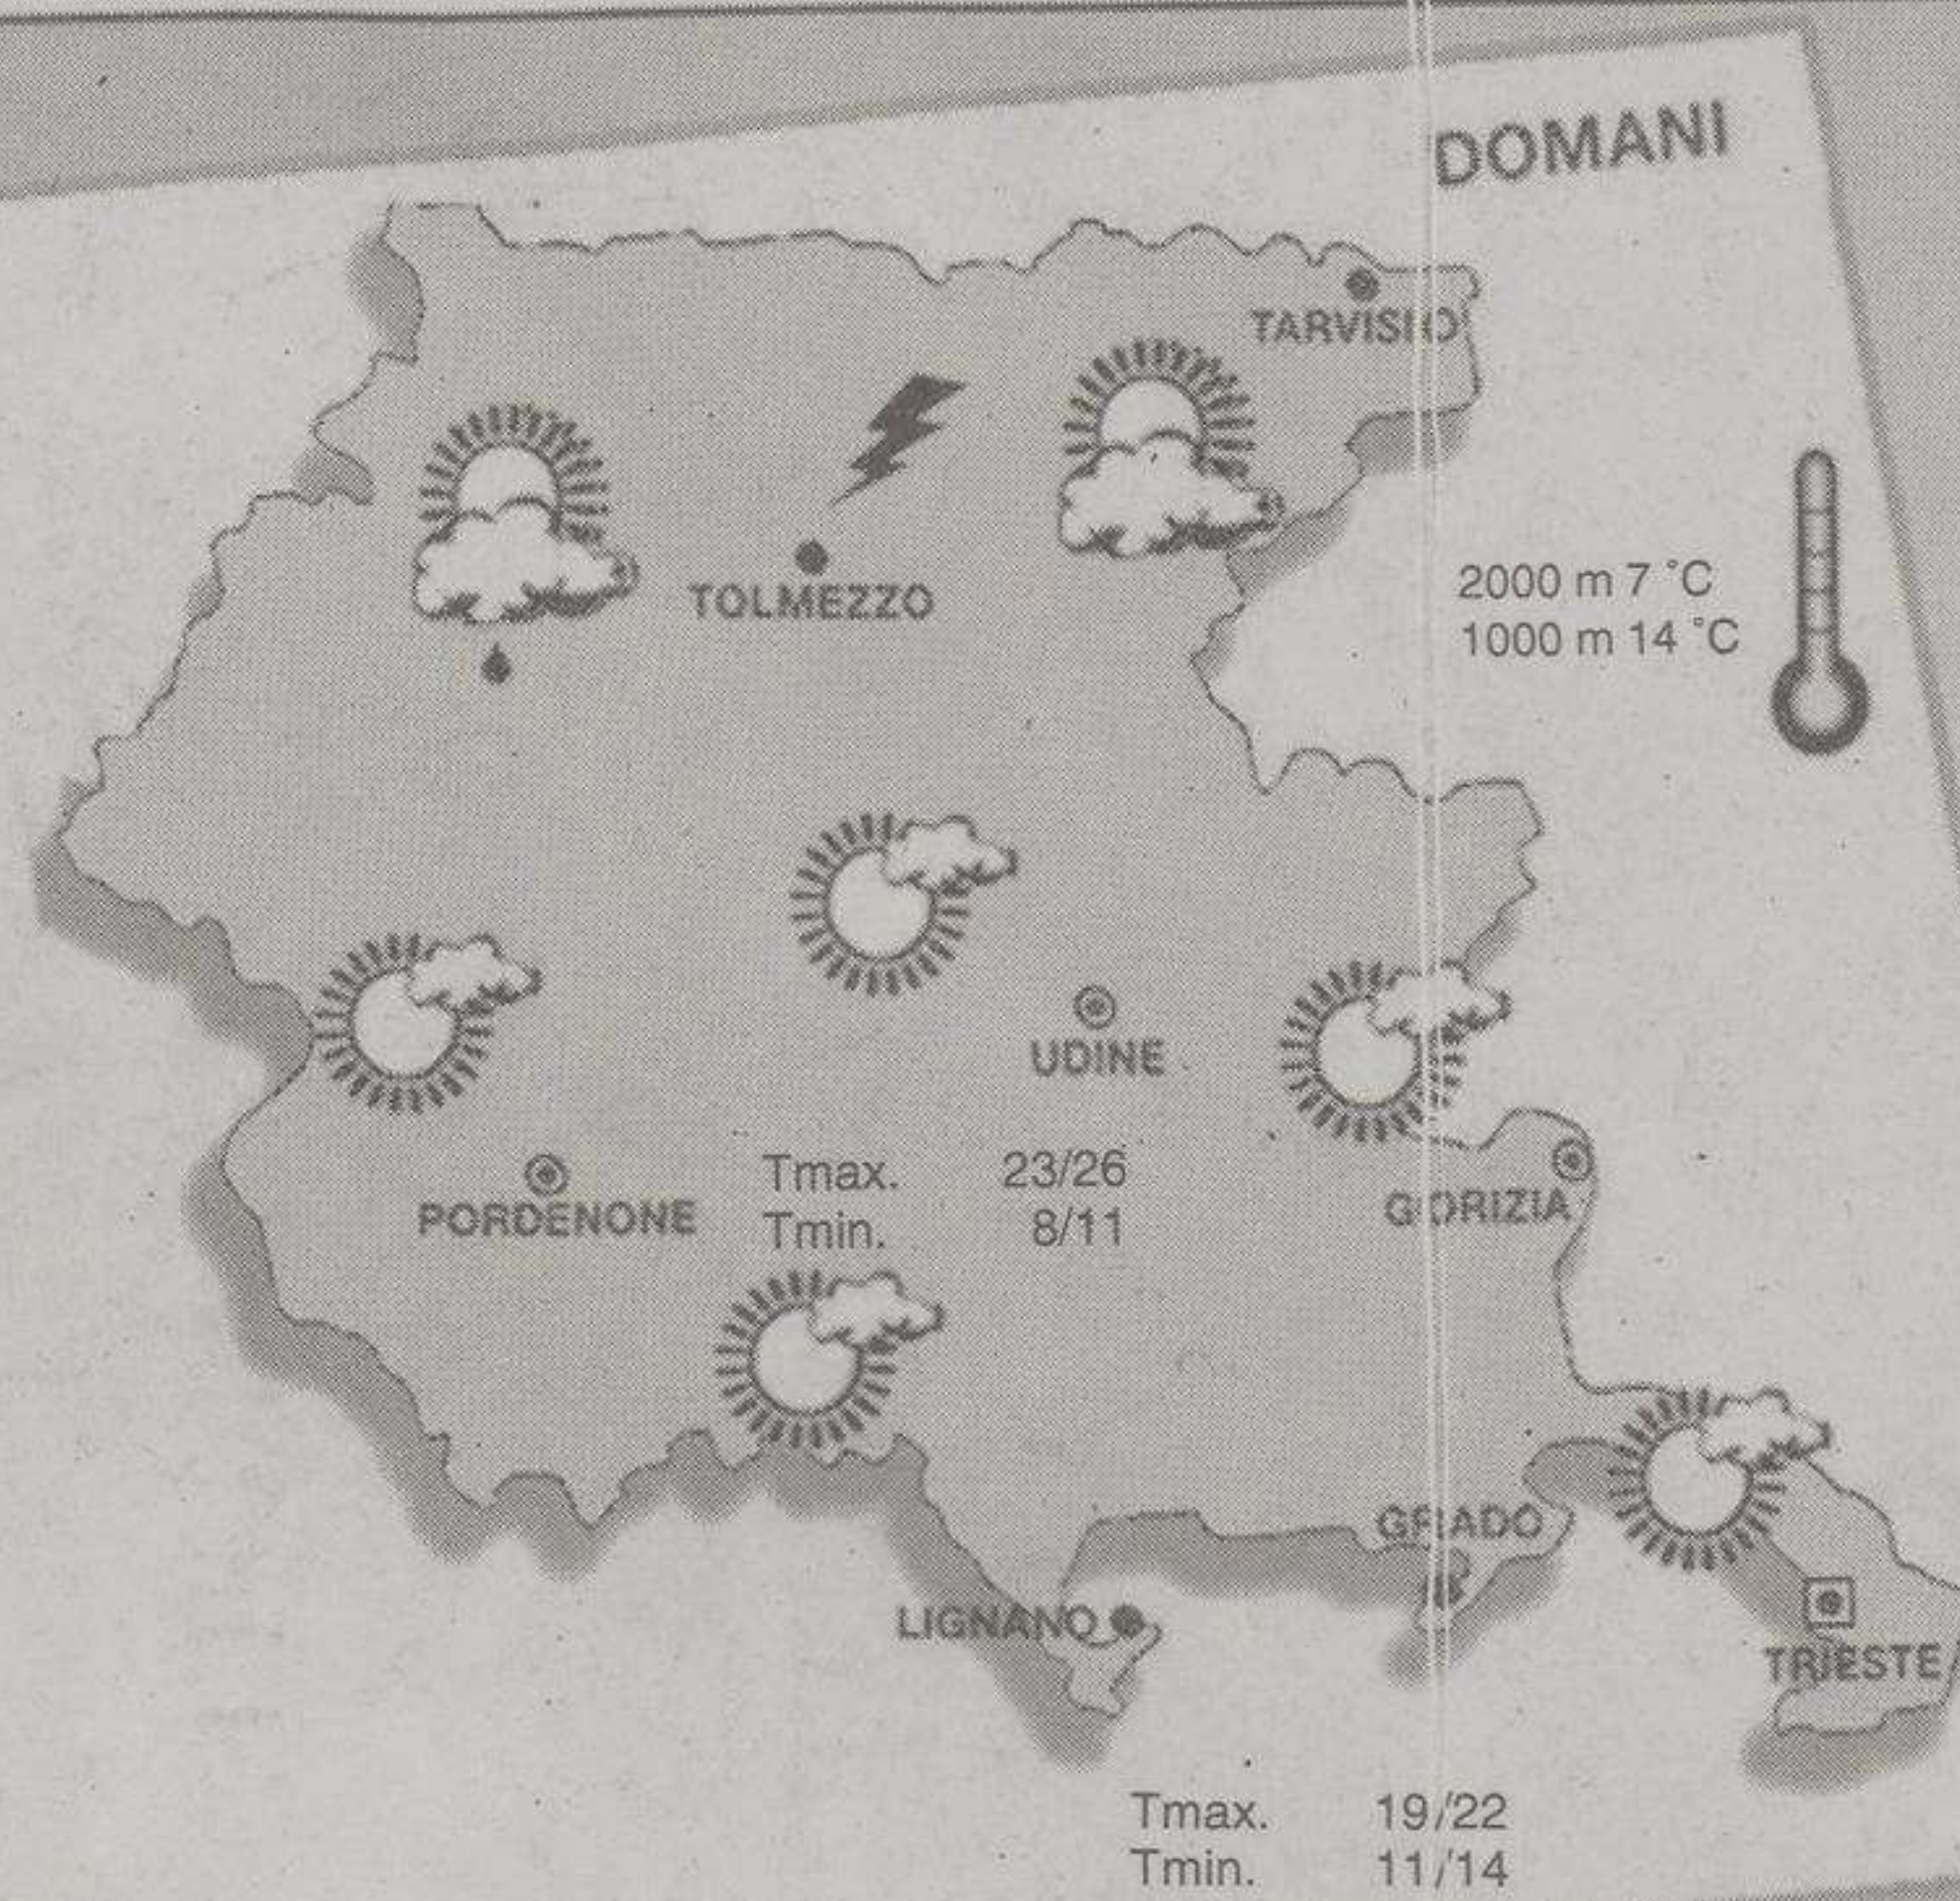 DOMANI
TARVISIO
TOLMEZZO
2000 m 7 °C
1000 m 14 °C
UDINE
PORDENONE
Tmax. 23/26
Tmin. 8/11
GORIZIA
GRADO
LIGNANO
TRIESTE
Tmax. 19/22
Tmin. 11/14